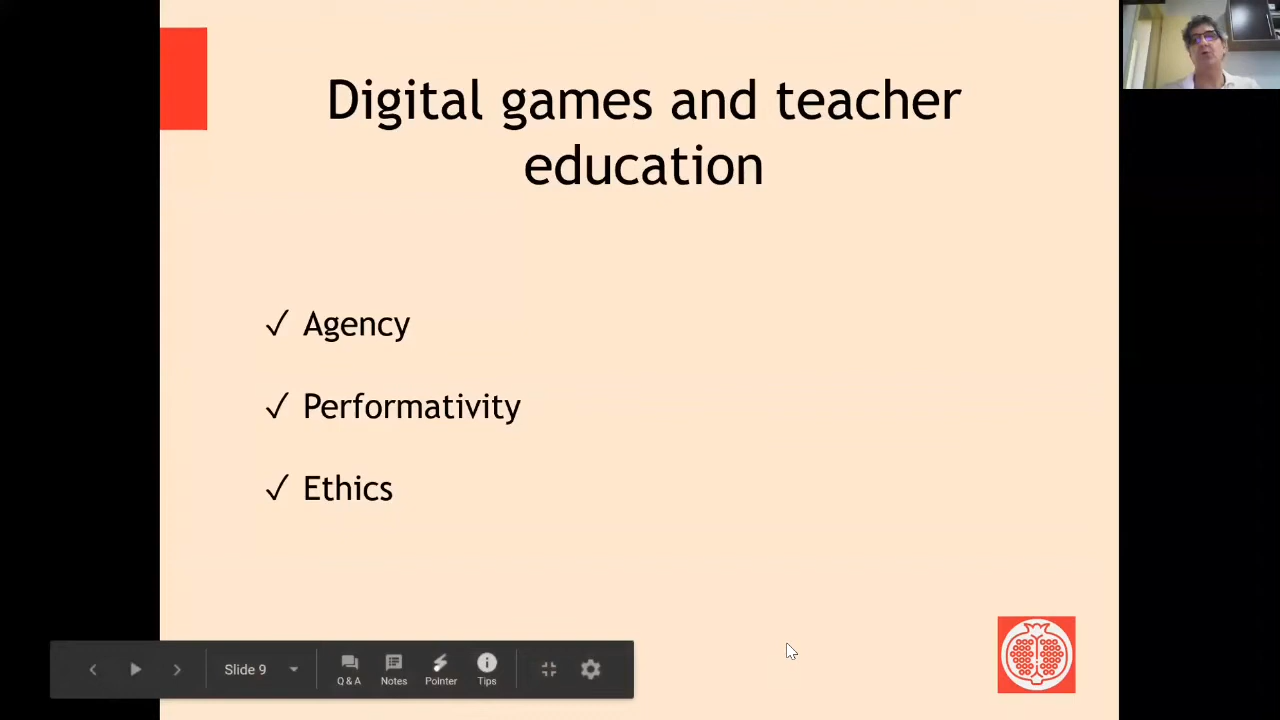 Digital games and teacher
education
✓ Agency
✓ Performativity
✓ Ethics
Slide 9
Q & A
Notes
Pointer
Tips